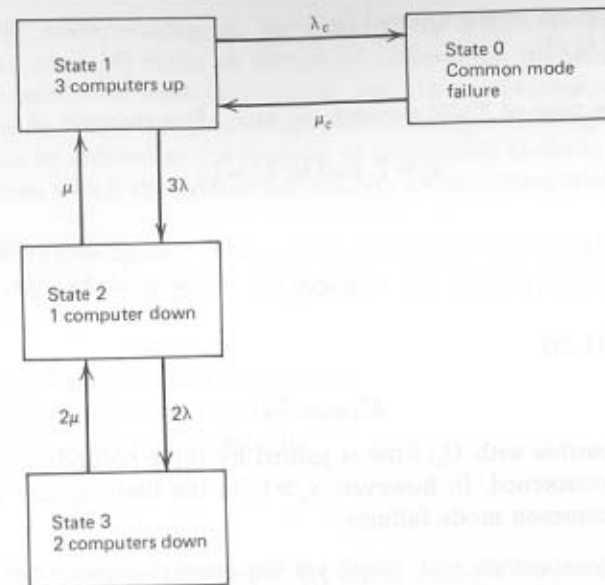 λc
State 1
3 computers up
State 0
Common mode
failure
μc
μ
3λ
State 2
1 computer down
2μ
2λ
State 3
2 computers down